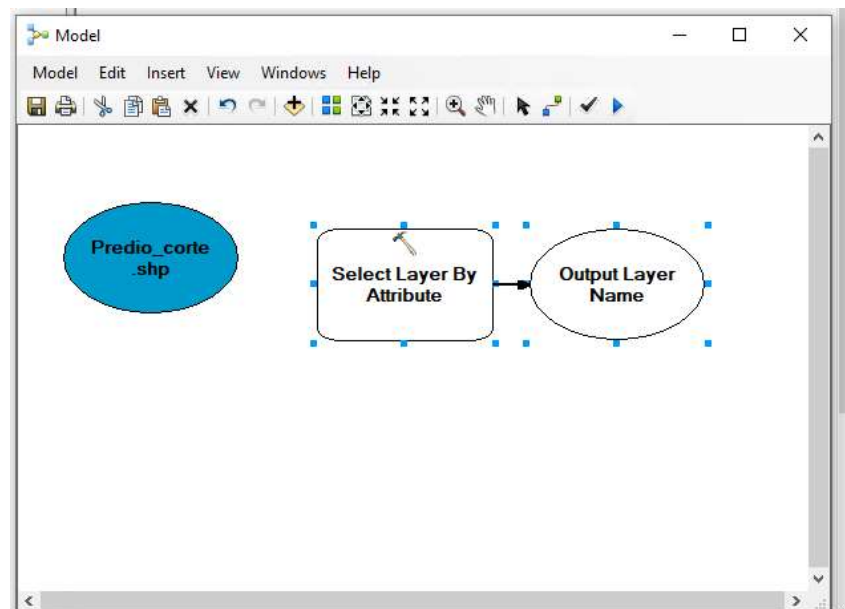 Model
Model Edit Insert View Windows Help
Predio_corte
.shp
Select Layer By
Attribute
Output Layer
Name